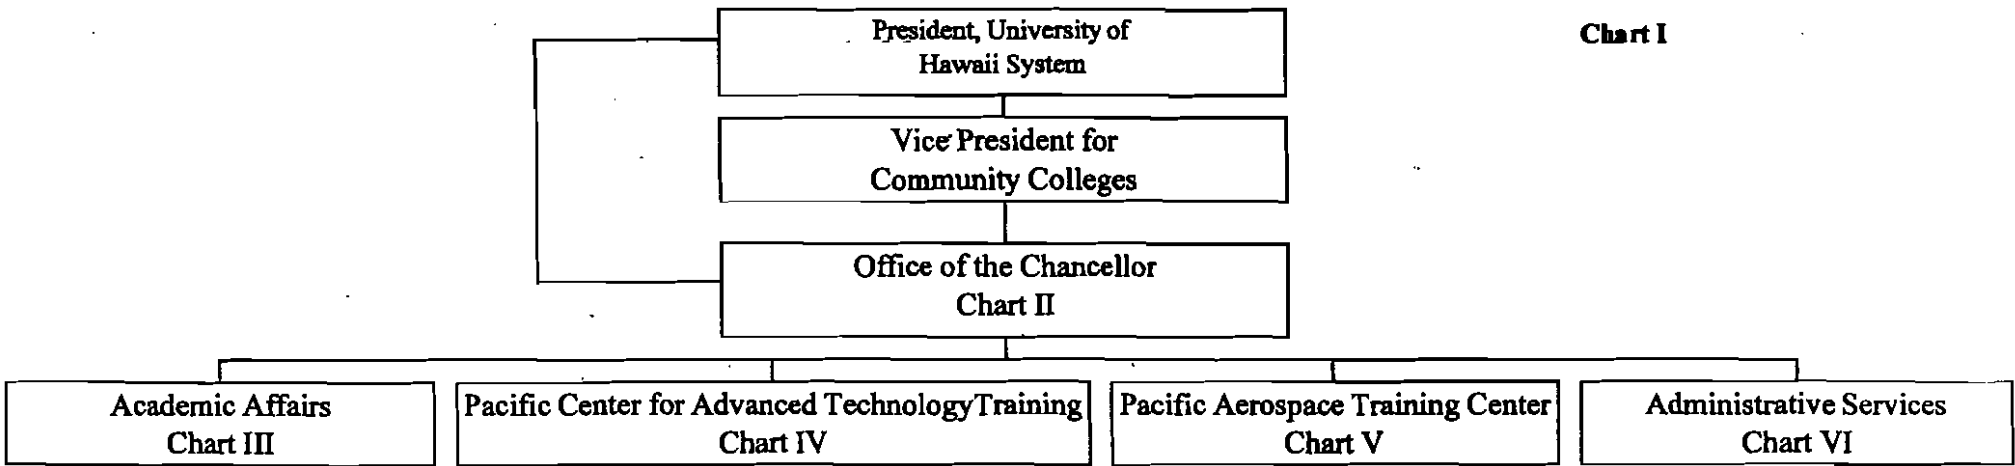 Chart I
President, University of
Hawaii System
Vice President for
Community Colleges
Office of the Chancellor
Chart II
Academic Affairs
Chart III
Pacific Center for Advanced TechnologyTraining
Chart IV
Pacific Aerospace Training Center
Chart V
Administrative Services
Chart VI